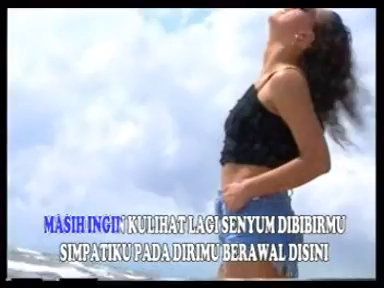 MASIH INGIN KULIHAT LAGI SENYUM DIBIBIRMU
SIMPATIKU PADA DIRIMU BERAWAL DISINI